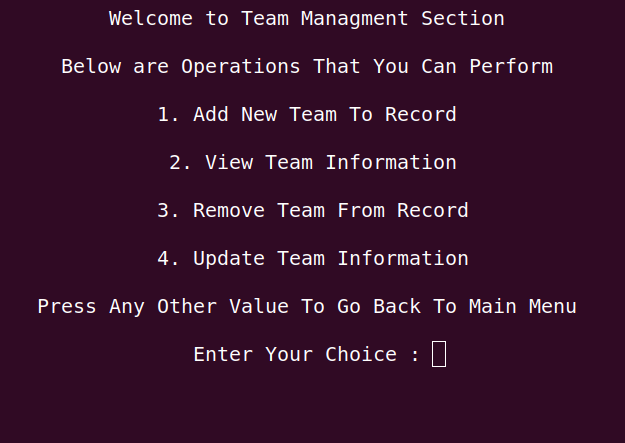 Welcome to Team Managment Section
Below are Operations That You Can Perform
1. Add New Team To Record
2. View Team Information
3. Remove Team From Record
4. Update Team Information
Press Any Other Value To Go Back To Main Menu
Enter Your Choice :